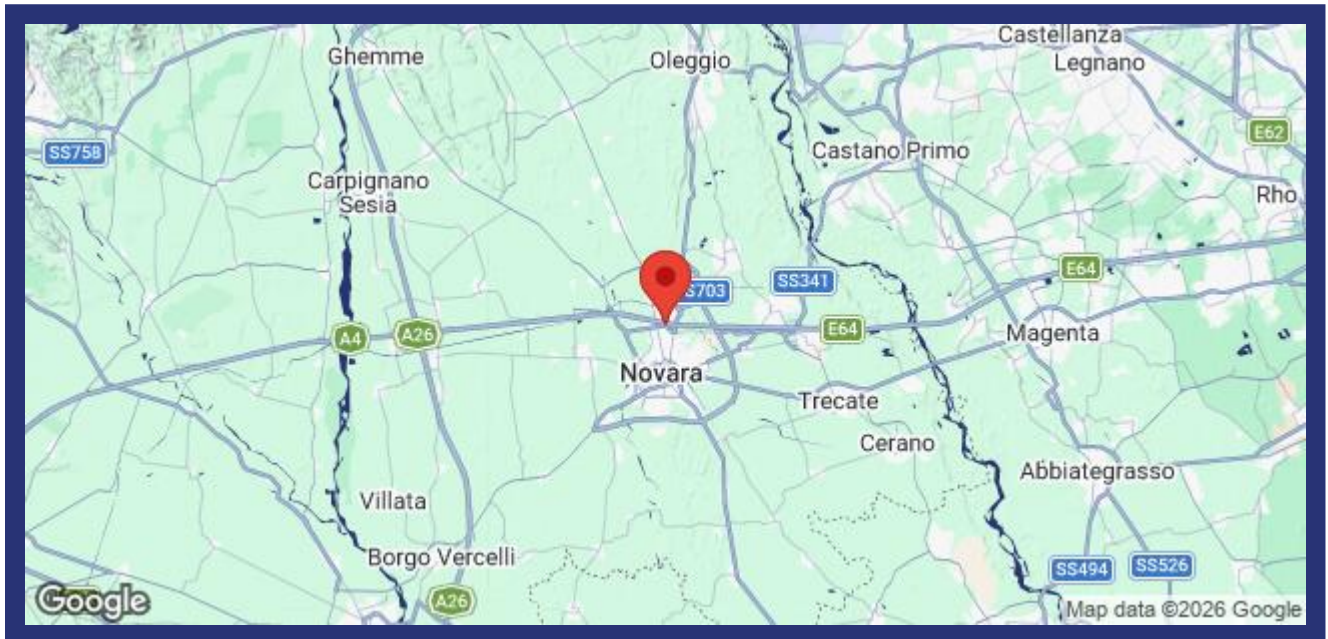 Castellanza
Ghemme
Oleggio
Legnano
E62
SS758
Castano Primo
Carpignano
Sesia
Rho
E64
SS341
S703
A4
A26
E64
Magenta
Novara
Trecate
Cerano
Abbiategrasso
Villata
Borgo Vercelli
SS494
SS526
A26
Google
Map data ©2026 Google